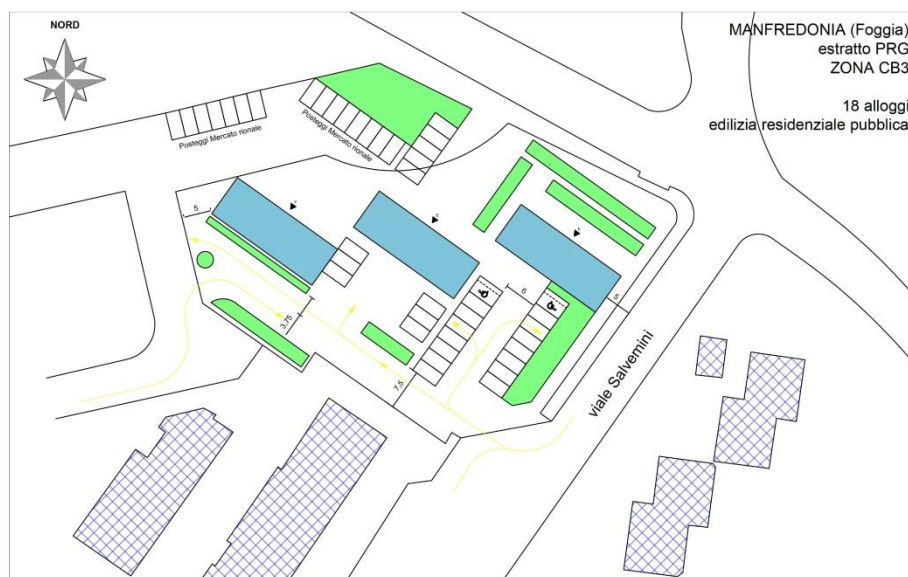 NORD
MANFREDONIA (Foggia)
estratto PRG
ZONA CB3
18 alloggi
edilizia residenziale pubblica
Posteggi Mercato rionale
Posteggi Mercato rionale
5
6
5
3,75
7,5
viale Salvemini